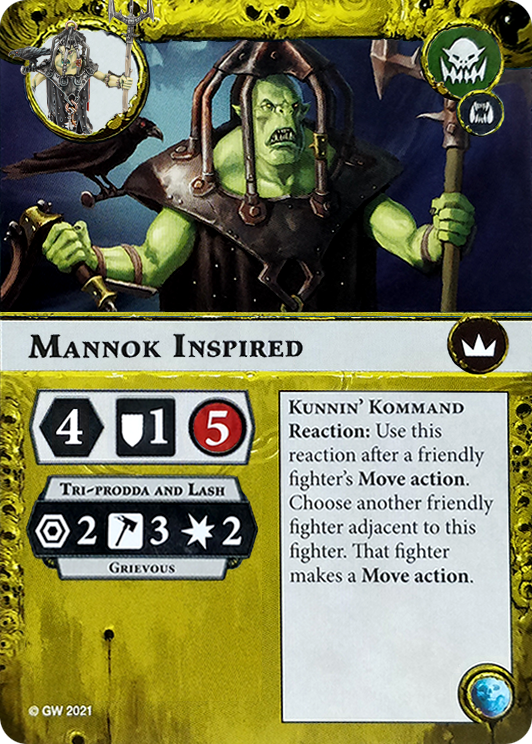 MANNOK INSPIRED
4 1 5
TRI-PRODDA AND LASH
2 3 2
GRIEVOUS
KUNNIN' KOMMAND
Reaction: Use this
reaction after a friendly
fighter's Move action.
Choose another friendly
fighter adjacent to this
fighter. That fighter
makes a Move action.
© GW 2021